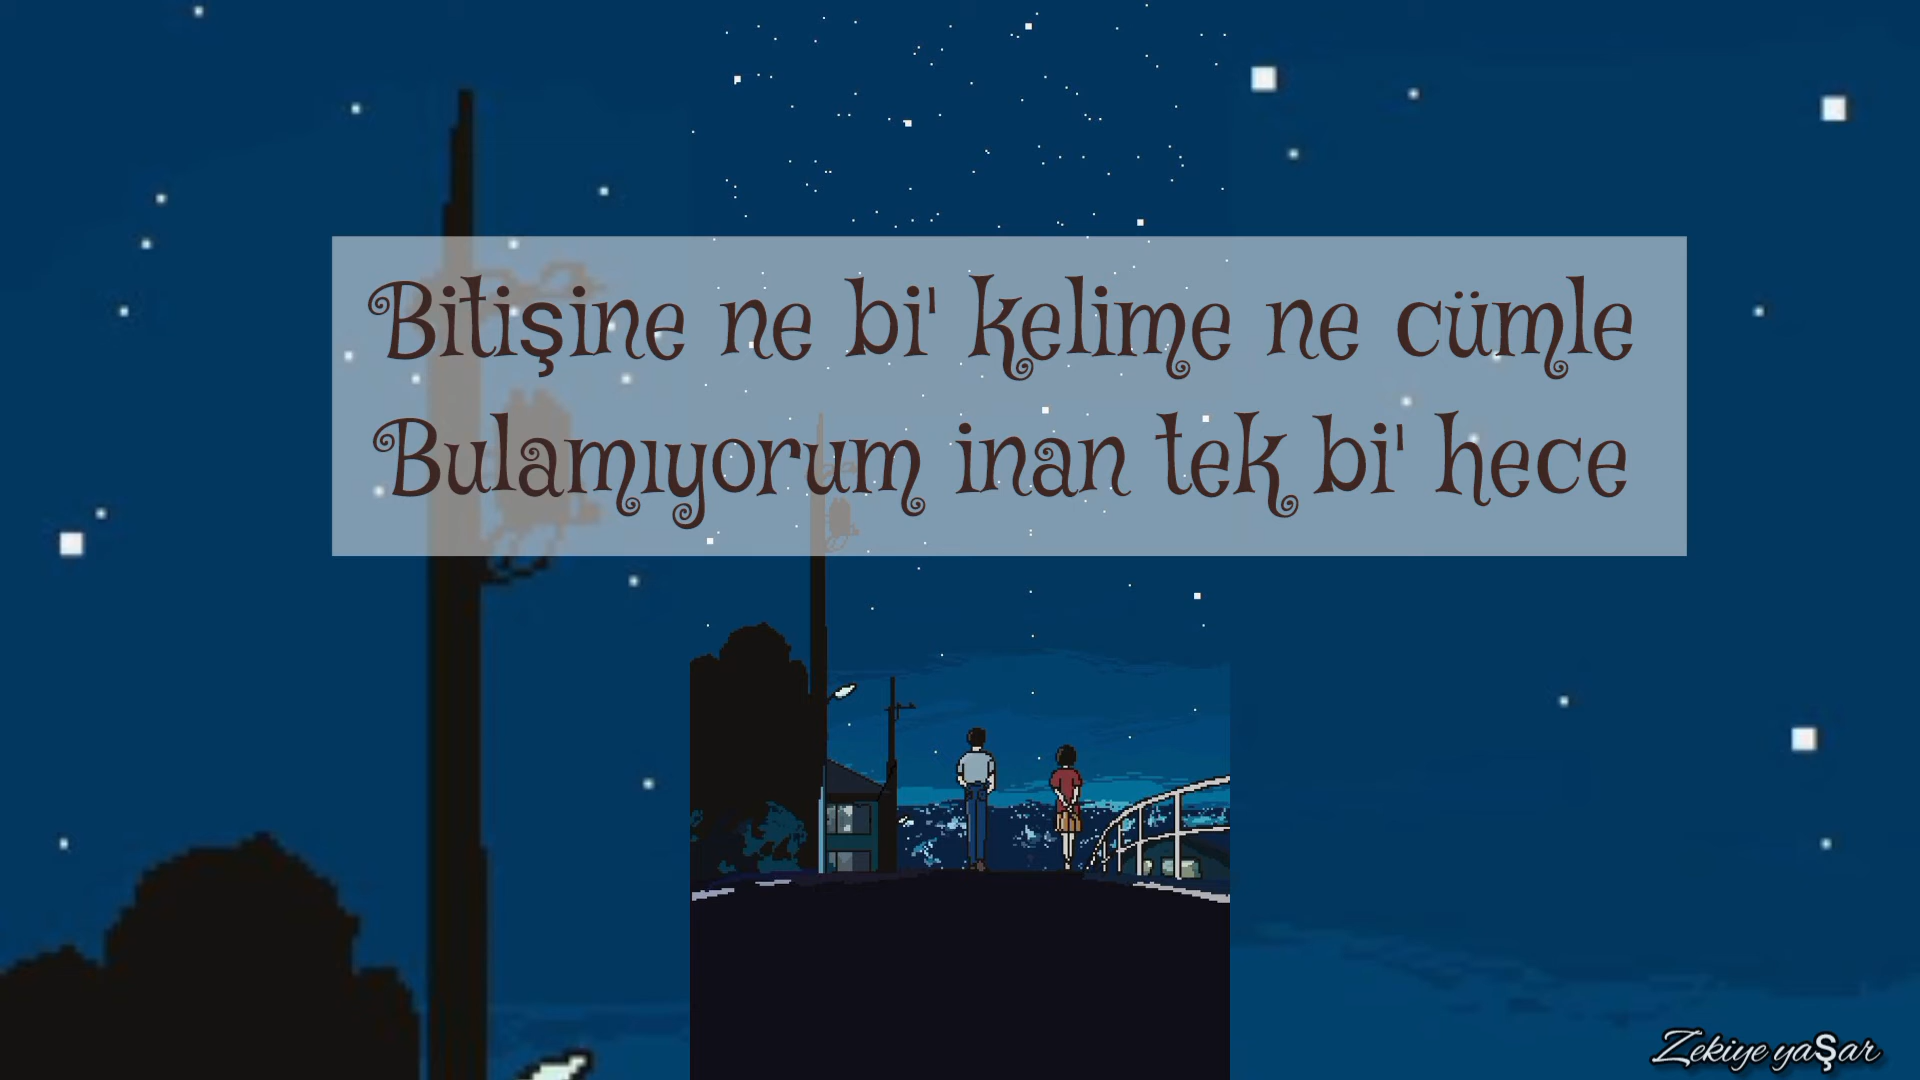 Bitişine ne bi' kelime ne cümle
Bulamıyorum inan tek bi' hece
Zekiye yaŞar